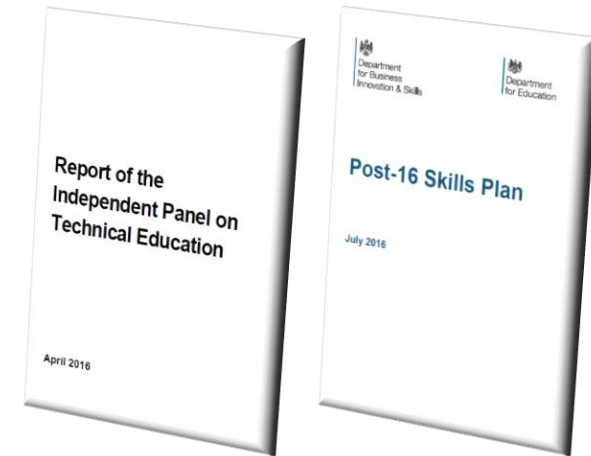 Report of the
Independent Panel on
Technical Education
April 2016
Department
for Business
Innovation & Skills
Department
for Education
Post-16 Skills Plan
July 2016